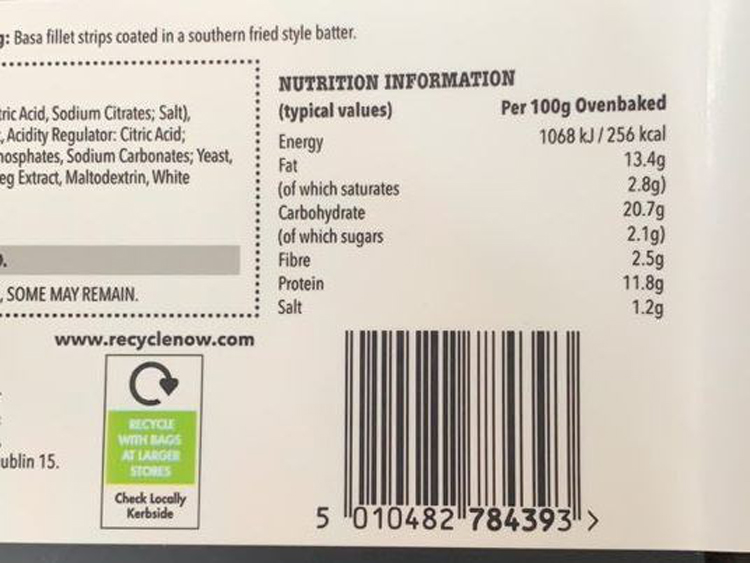 g: Basa fillet strips coated in a southern fried style batter.
tric Acid, Sodium Citrates; Salt),
, Acidity Regulator: Citric Acid;
hosphates, Sodium Carbonates; Yeast,
eg Extract, Maltodextrin, White
, SOME MAY REMAIN.
NUTRITION INFORMATION
(typical values) Per 100g Ovenbaked
Energy 1068 kJ / 256 kcal
Fat 13.4g
(of which saturates 2.8g)
Carbohydrate 20.7g
(of which sugars 2.1g)
Fibre 2.5g
Protein 11.8g
Salt 1.2g
www.recyclenow.com
RECYCLE
WITH BAGS
AT LARGER
STORES
Check Locally
Kerbside
ublin 15.
5 010482 784393 >